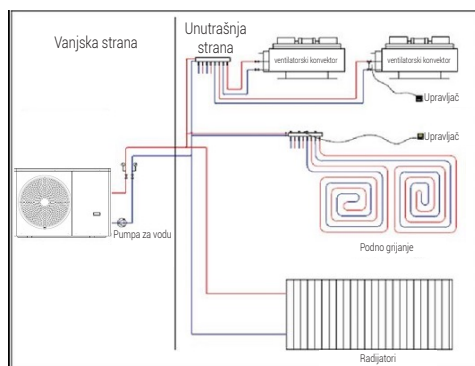 Vanjska strana
Unutrašnja
strana
ventilatorski konvektor
ventilatorski konvektor
Upravljač
Upravljač
Pumpa za vodu
Podno grijanje
Radijatori